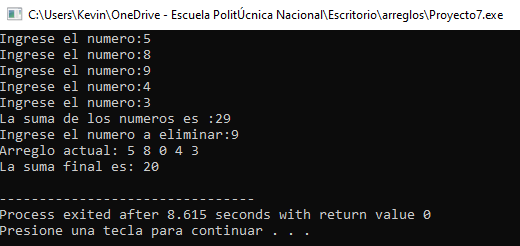 C:\Users\Kevin\OneDrive - Escuela PolitÚcnica Nacional\Escritorio\arreglos\Proyecto7.exe
Ingrese el numero:5
Ingrese el numero:8
Ingrese el numero:9
Ingrese el numero:4
Ingrese el numero:3
La suma de los numeros es :29
Ingrese el numero a eliminar:9
Arreglo actual: 5 8 0 4 3
La suma final es: 20
--------------------------------
Process exited after 8.615 seconds with return value 0
Presione una tecla para continuar . . .